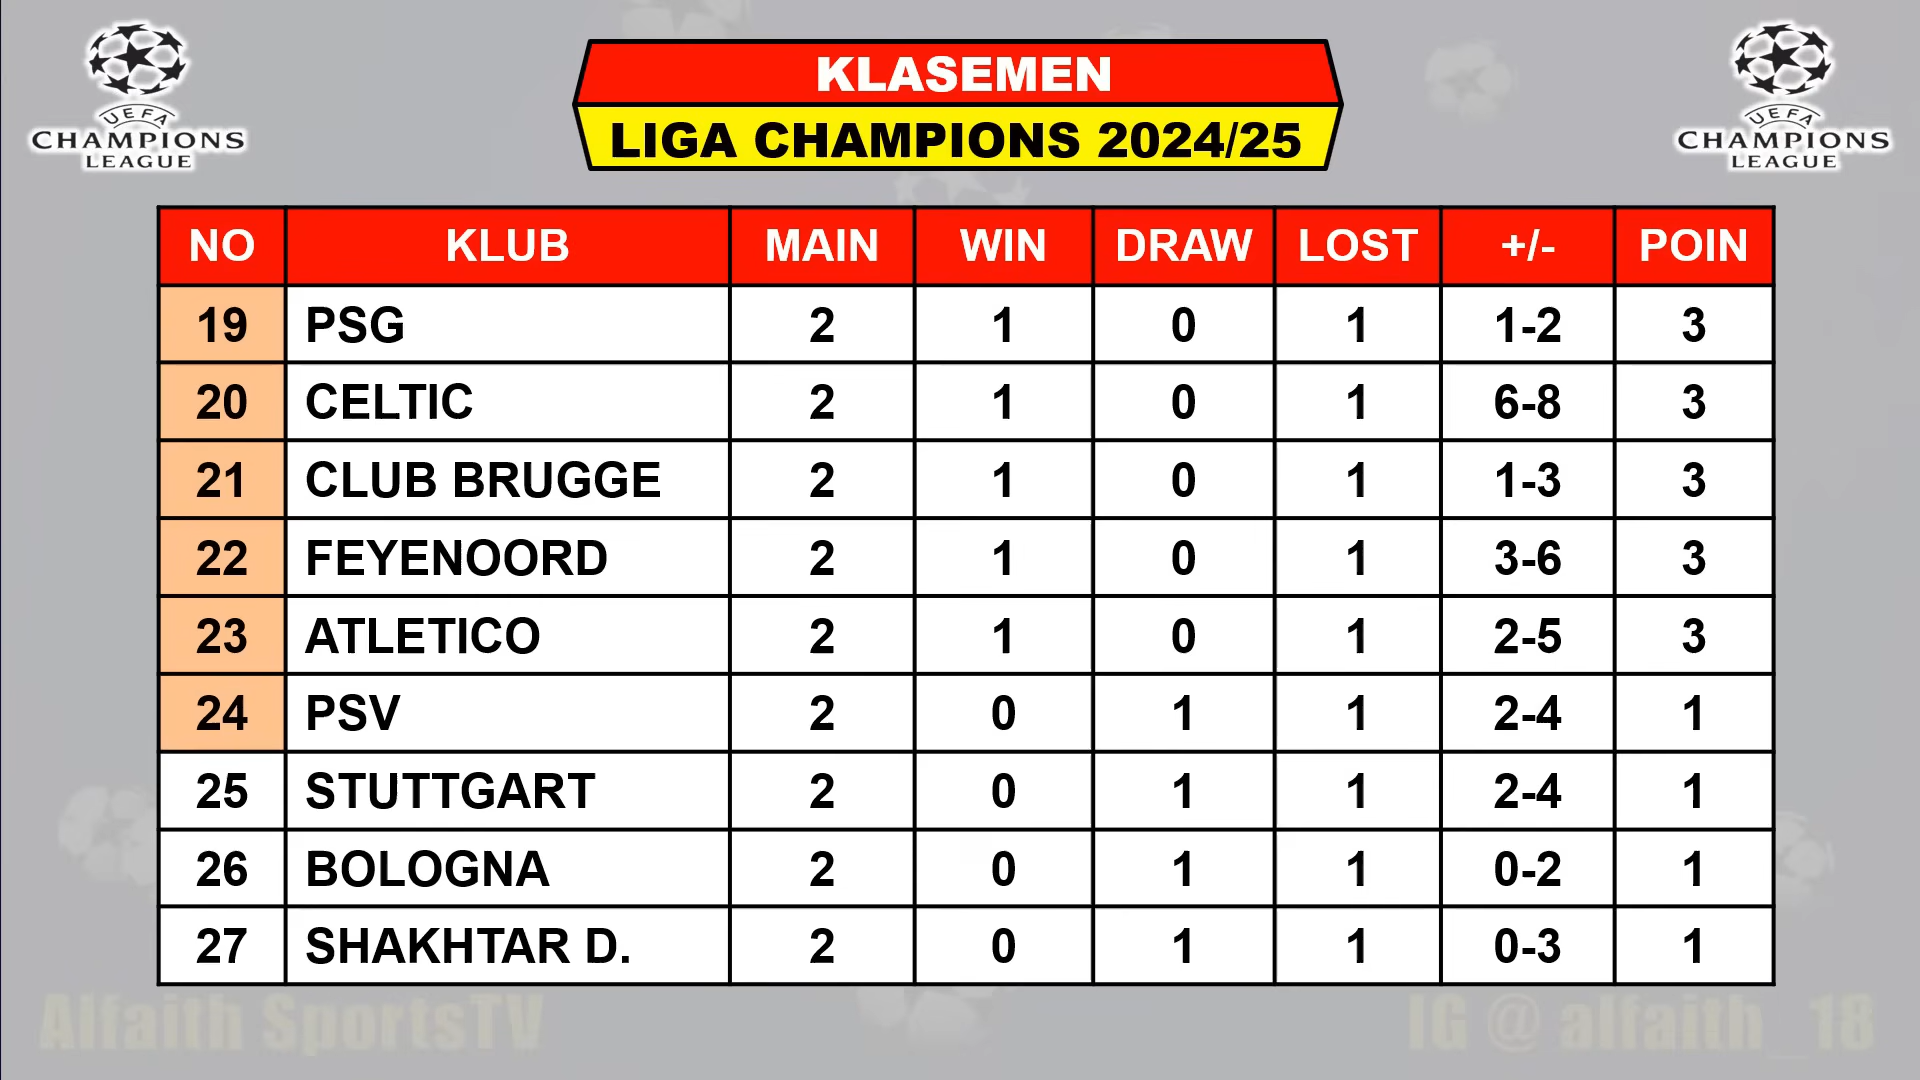 UEFA
CHAMPIONS
LEAGUE
KLASEMEN
LIGA CHAMPIONS 2024/25
UEFA
CHAMPIONS
LEAGUE
NO KLUB MAIN WIN DRAW LOST +/- POIN
19 PSG 2 1 0 1 1-2 3
20 CELTIC 2 1 0 1 6-8 3
21 CLUB BRUGGE 2 1 0 1 1-3 3
22 FEYENOORD 2 1 0 1 3-6 3
23 ATLETICO 2 1 0 1 2-5 3
24 PSV 2 0 1 1 2-4 1
25 STUTTGART 2 0 1 1 2-4 1
26 BOLOGNA 2 0 1 1 0-2 1
27 SHAKHTAR D. 2 0 1 1 0-3 1
Alfaith SportsTV
IG @ alfaith_18